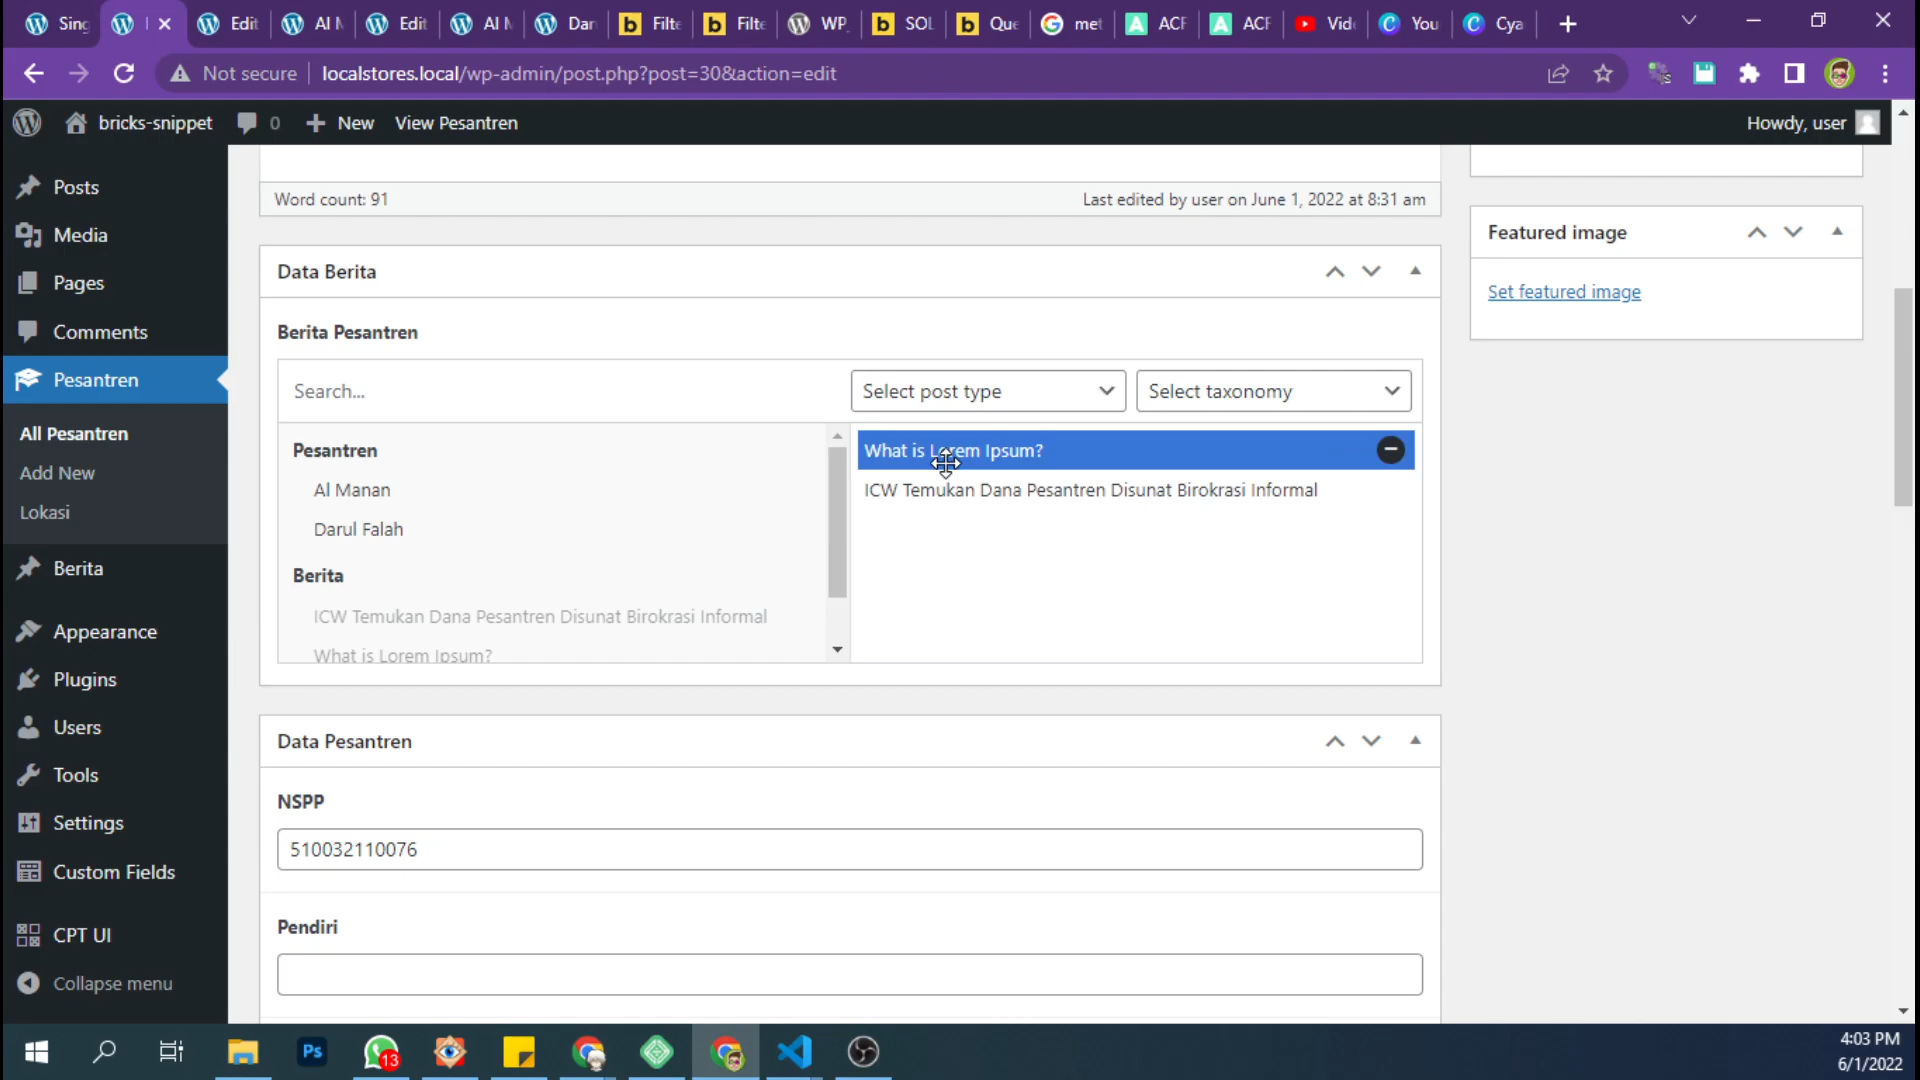 Sing
Edit
AI M
Edit
AI M
Dar
Filte
Filte
WP
SOL
Que
met
ACF
ACF
Vid
You
Cya
Not secure
localstores.local/wp-admin/post.php?post=30&action=edit
bricks-snippet
0
New
View Pesantren
Howdy, user
Posts
Media
Pages
Comments
Pesantren
All Pesantren
Add New
Lokasi
Berita
Appearance
Plugins
Users
Tools
Settings
Custom Fields
CPT UI
Collapse menu
Word count: 91
Last edited by user on June 1, 2022 at 8:31 am
Data Berita
Berita Pesantren
Search...
Select post type
Select taxonomy
Pesantren
Al Manan
Darul Falah
Berita
ICW Temukan Dana Pesantren Disunat Birokrasi Informal
What is Lorem Ipsum?
What is Lorem Ipsum?
ICW Temukan Dana Pesantren Disunat Birokrasi Informal
Data Pesantren
NSPP
510032110076
Pendiri
Featured image
Set featured image
Ps
13
4:03 PM
6/1/2022